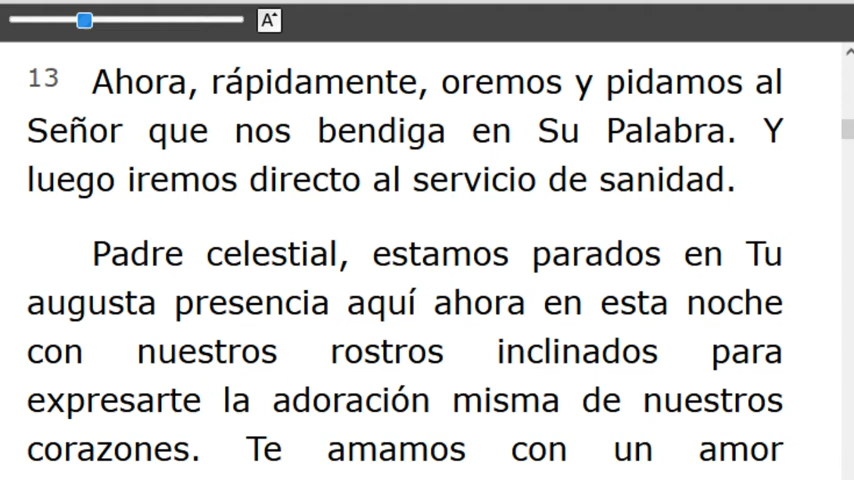 A
13 Ahora, rápidamente, oremos y pidamos al
Señor que nos bendiga en Su Palabra. Y
luego iremos directo al servicio de sanidad.
Padre celestial, estamos parados en Tu
augusta presencia aquí ahora en esta noche
con nuestros rostros inclinados para
expresarte la adoración misma de nuestros
corazones. Te amamos con un amor